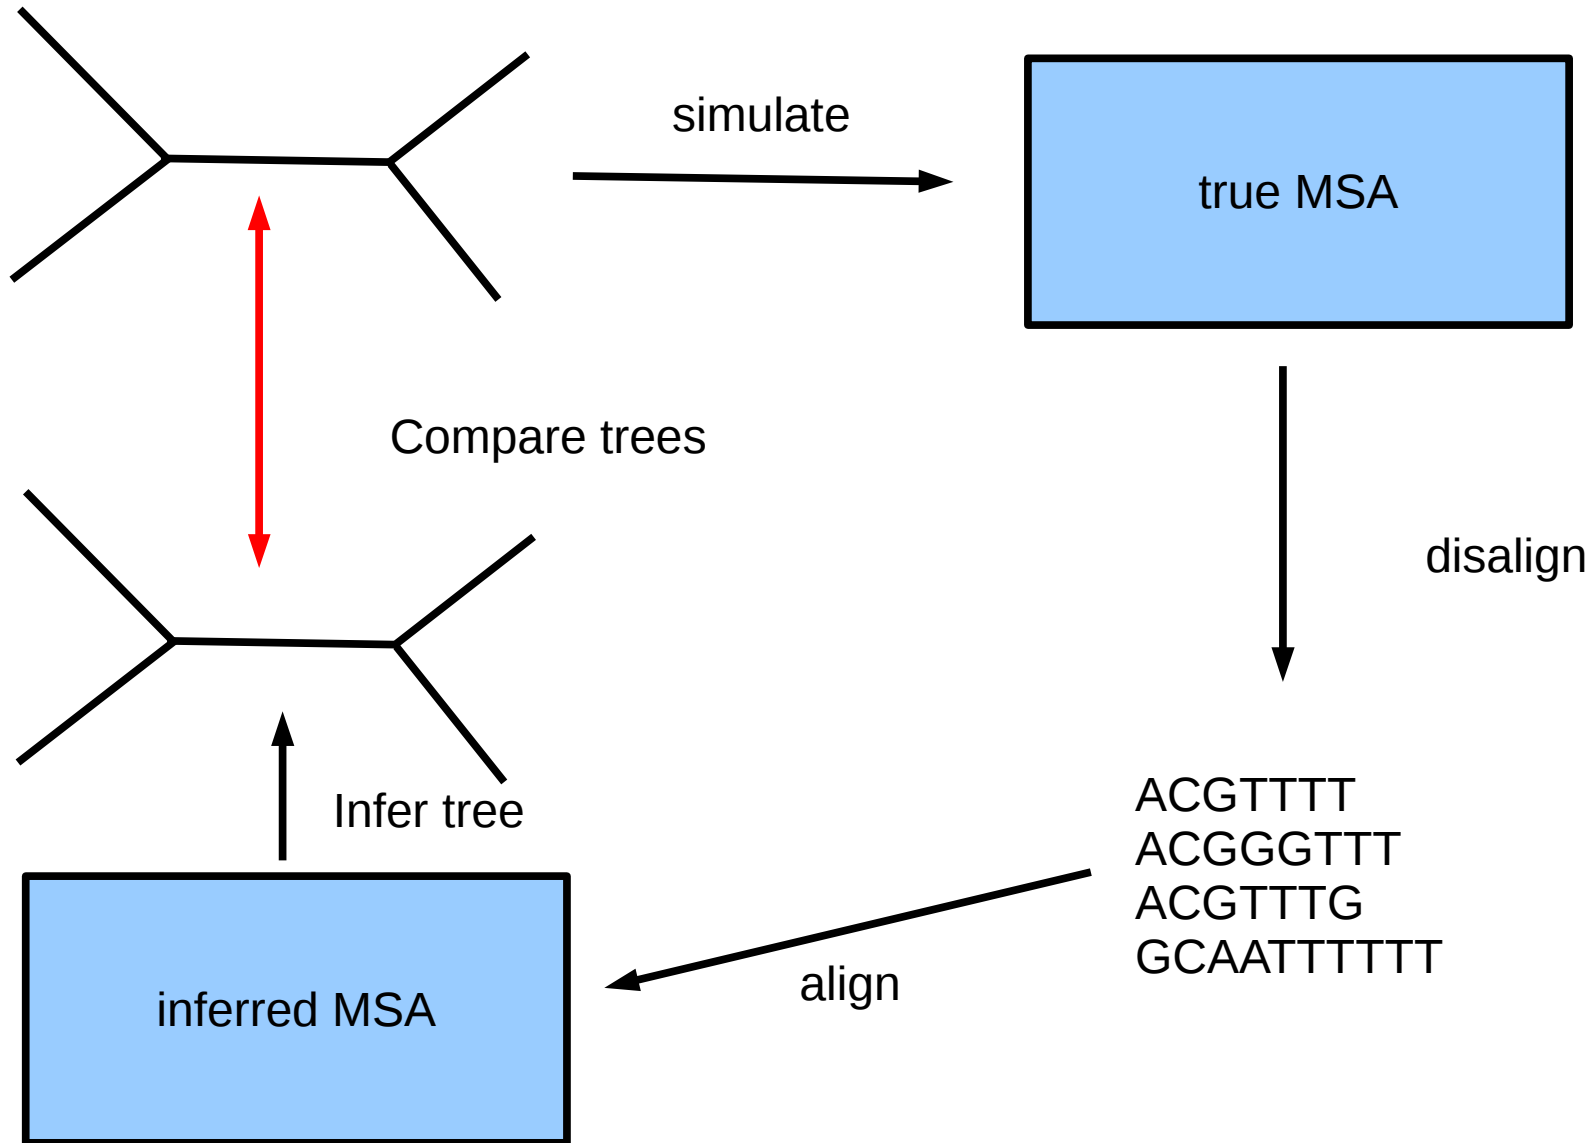 simulate
true MSA
Compare trees
disalign
ACGTTTT
ACGGGTTT
ACGTTTG
GCAATTTTTT
Infer tree
align
inferred MSA